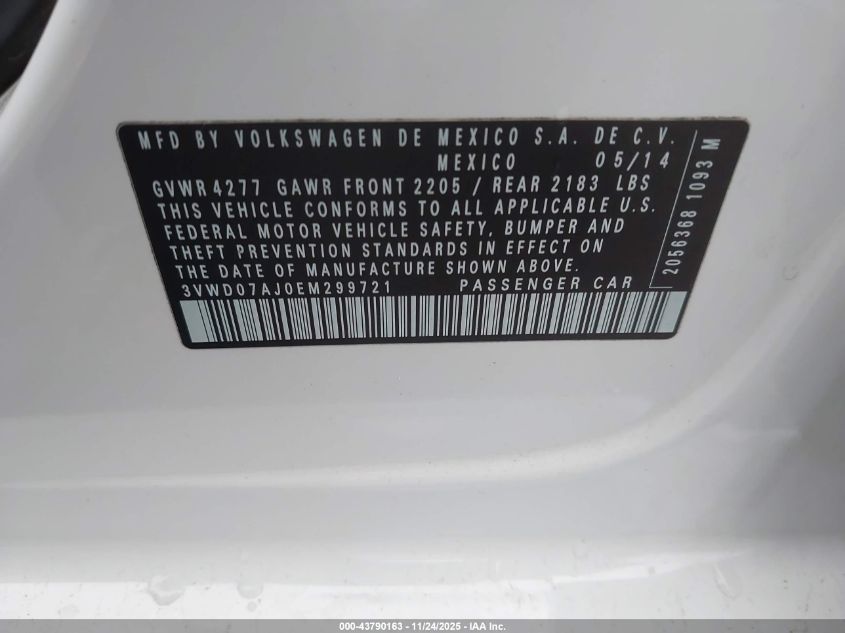 MFD BY VOLKSWAGEN DE MEXICO S.A. DE C.V.
MEXICO 05/14
GVWR 4277 GAWR FRONT 2205 / REAR 2183 LBS
THIS VEHICLE CONFORMS TO ALL APPLICABLE U.S.
FEDERAL MOTOR VEHICLE SAFETY, BUMPER AND
THEFT PREVENTION STANDARDS IN EFFECT ON
THE DATE OF MANUFACTURE SHOWN ABOVE.
3VWD07AJ0EM299721 PASSENGER CAR
2056368 1093 M
000-43790163 - 11/24/2025 - IAA Inc.